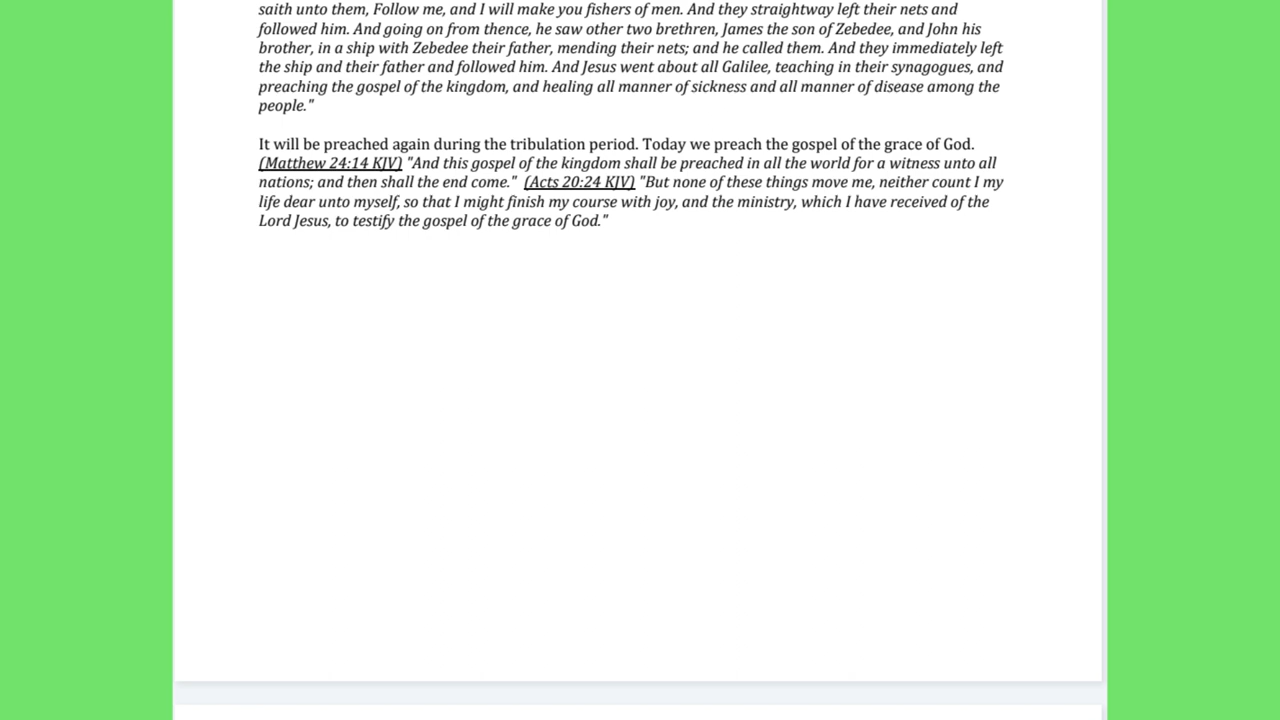 saith unto them, Follow me, and I will make you fishers of men. And they straightway left their nets and
followed him. And going on from thence, he saw other two brethren, James the son of Zebedee, and John his
brother, in a ship with Zebedee their father, mending their nets; and he called them. And they immediately left
the ship and their father and followed him. And Jesus went about all Galilee, teaching in their synagogues, and
preaching the gospel of the kingdom, and healing all manner of sickness and all manner of disease among the
people."
It will be preached again during the tribulation period. Today we preach the gospel of the grace of God.
(Matthew 24:14 KJV) "And this gospel of the kingdom shall be preached in all the world for a witness unto all
nations; and then shall the end come." (Acts 20:24 KJV) "But none of these things move me, neither count I my
life dear unto myself, so that I might finish my course with joy, and the ministry, which I have received of the
Lord Jesus, to testify the gospel of the grace of God."